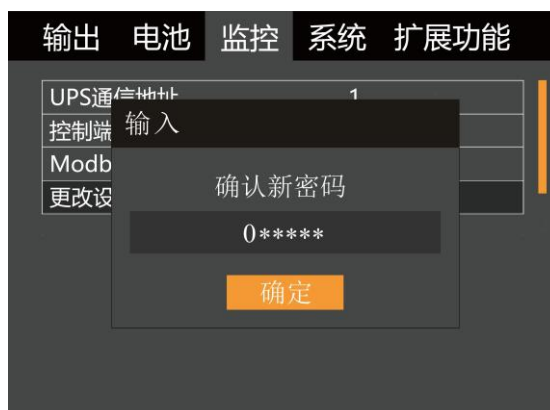 输出 电池 监控 系统 扩展功能
UPS通信地址 1
控制端
Modb
更改设
输入
确认新密码
0*****
确定